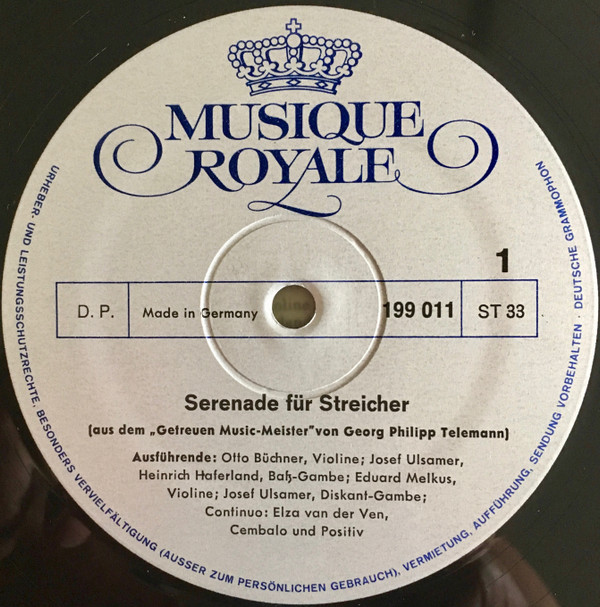 MUSIQUE
ROYALE
1
D. P.
Made in Germany
199 011
ST 33
Serenade für Streicher
(aus dem „Getreuen Music-Meister" von Georg Philipp Telemann)
Ausführende: Otto Büchner, Violine; Josef Ulsamer,
Heinrich Haferland, Baß-Gambe; Eduard Melkus,
Violine; Josef Ulsamer, Diskant-Gambe;
Continuo: Elza van der Ven,
Cembalo und Positiv
URHEBER- UND LEISTUNGSSCHUTZRECHTE, BESONDERS VERVIELFÄLTIGUNG (AUSSER ZUM PERSÖNLICHEN GEBRAUCH), VERMIETUNG, AUFFÜHRUNG, SENDUNG VORBEHALTEN · DEUTSCHE GRAMMOPHON